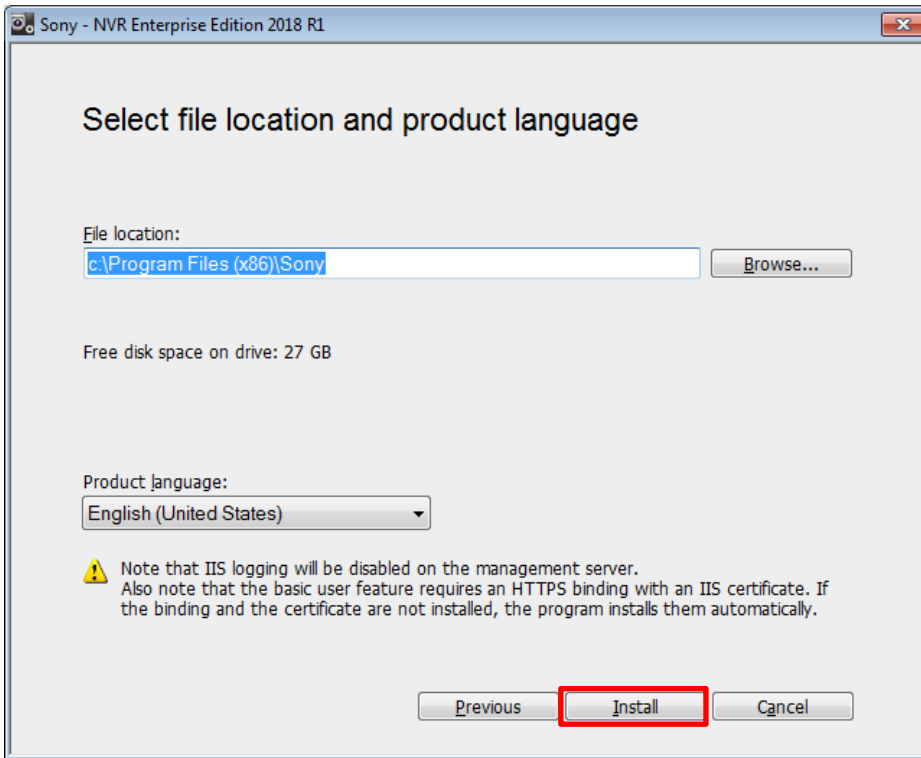 Sony - NVR Enterprise Edition 2018 R1
Select file location and product language
File location:
c:\Program Files (x86)\Sony
Browse...
Free disk space on drive: 27 GB
Product language:
English (United States)
Note that IIS logging will be disabled on the management server.
Also note that the basic user feature requires an HTTPS binding with an IIS certificate. If
the binding and the certificate are not installed, the program installs them automatically.
Previous
Install
Cancel